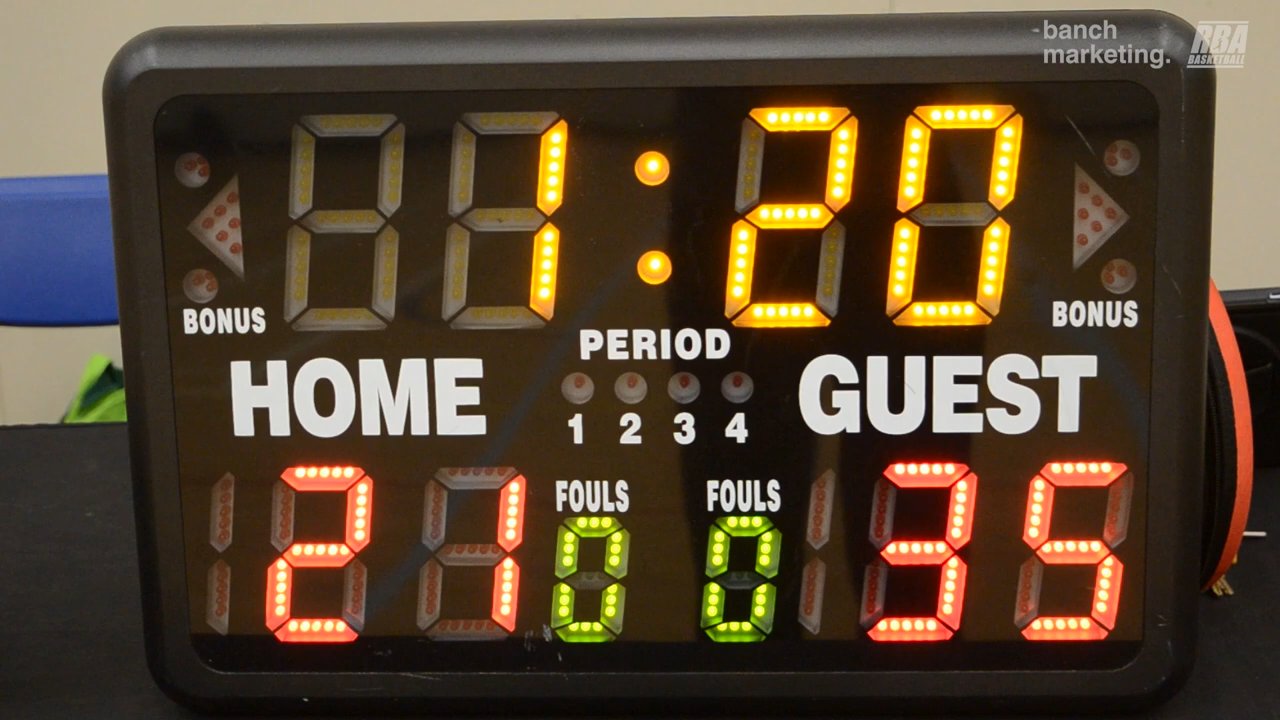 banch
marketing.
RBA
BASKETBALL
1:20
BONUS
BONUS
PERIOD
HOME
GUEST
1 2 3 4
FOULS
FOULS
21
0
0
35